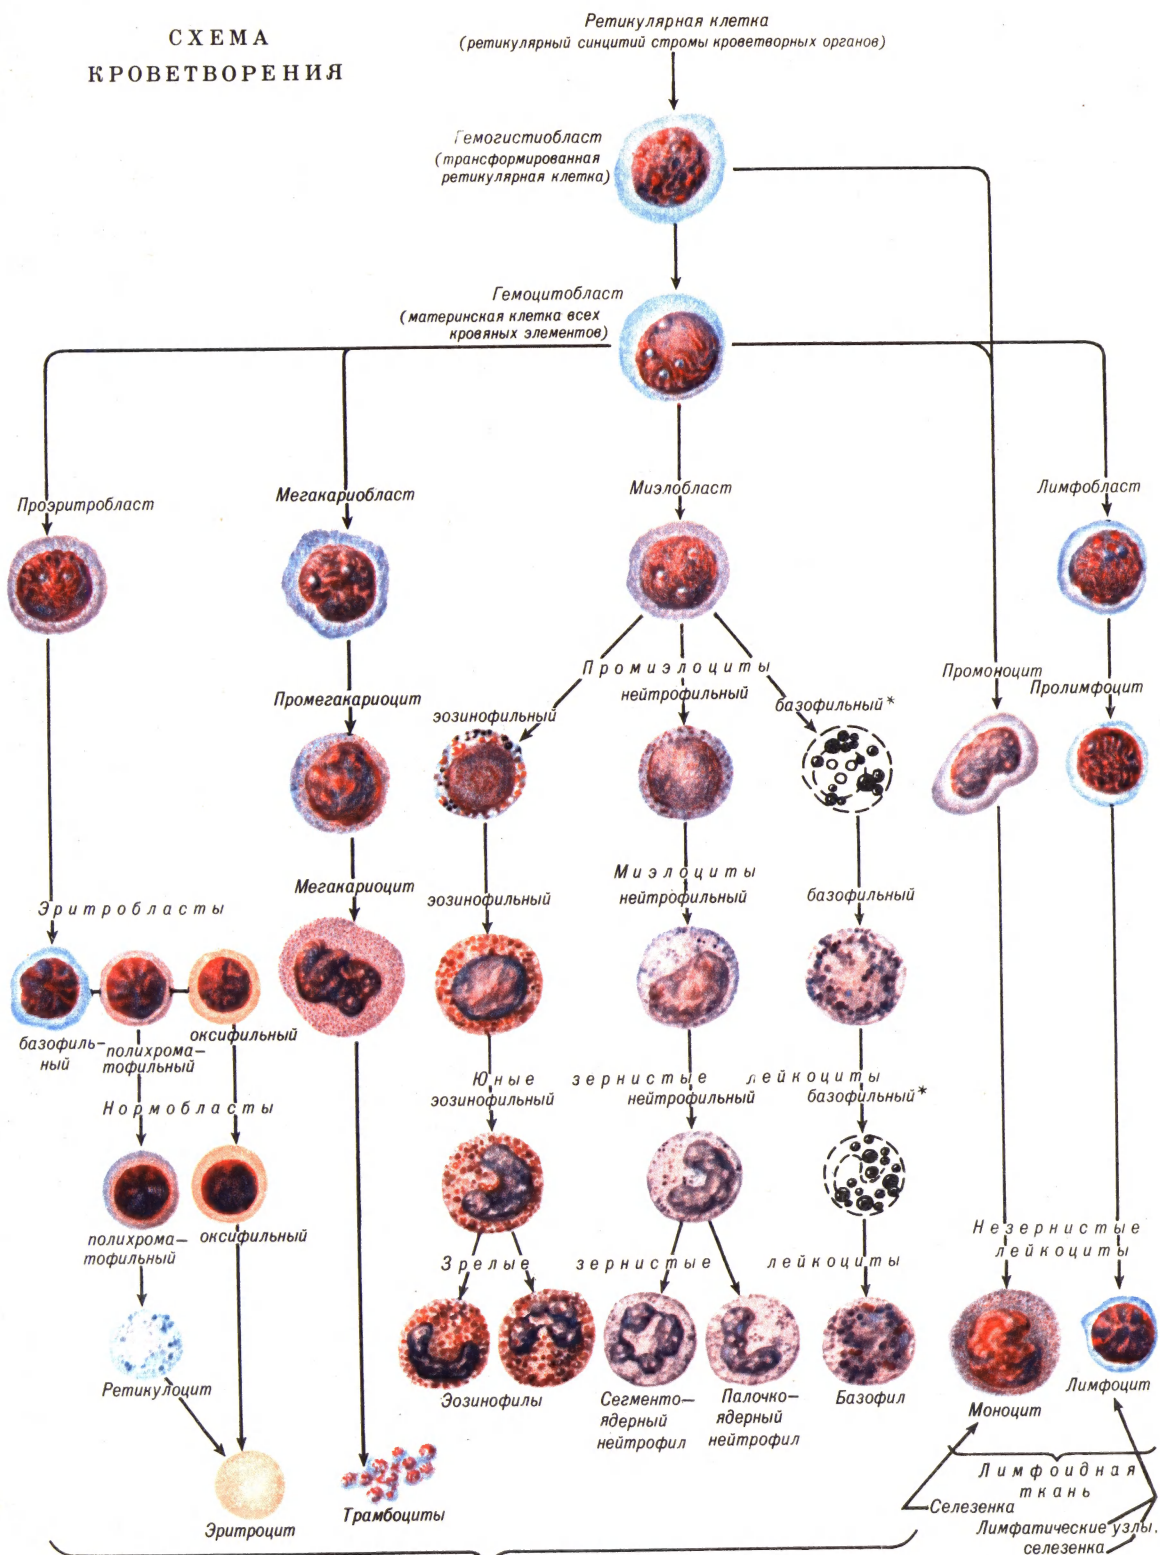 СХЕМА
КРОВЕТВОРЕНИЯ
Ретикулярная клетка
(ретикулярный синцитий стромы кроветворных органов)
Гемогистиобласт
(трансформированная
ретикулярная клетка)
Гемоцитобласт
(материнская клетка всех
кровяных элементов)
Проэритробласт
Мегакариобласт
Миелобласт
Лимфобласт
Промиэлоциты
эозинофильный
нейтрофильный
базофильный*
Промегакариоцит
Промоноцит
Пролимфоцит
Мегакариоцит
Миэлоциты
эозинофильный
нейтрофильный
базофильный
Эритробласты
базофиль-
ный
полихрома-
тофильный
оксифильный
Юные зернистые лейкоциты
эозинофильный
нейтрофильный
базофильный*
Нормобласты
полихрома-
тофильный
оксифильный
Незернистые
лейкоциты
Зрелые зернистые лейкоциты
Ретикулоцит
Эозинофилы
Сегменто-
ядерный
нейтрофил
Палочко-
ядерный
нейтрофил
Базофил
Моноцит
Лимфоцит
Эритроцит
Трамбоциты
Лимфоидная
ткань
Селезенка
Лимфатические узлы.
селезенка